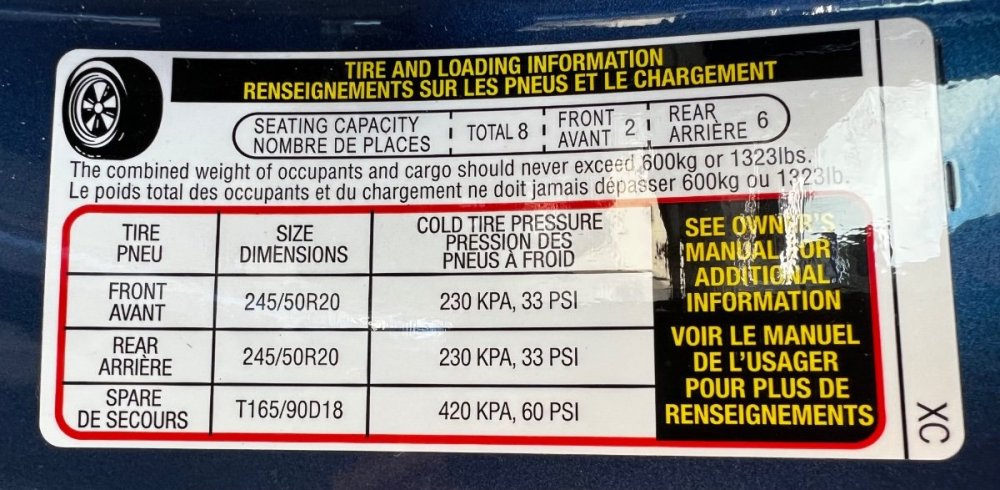 TIRE AND LOADING INFORMATION
RENSEIGNEMENTS SUR LES PNEUS ET LE CHARGEMENT
SEATING CAPACITY
NOMBRE DE PLACES
TOTAL 8
FRONT
AVANT
2
REAR
ARRIÈRE
6
The combined weight of occupants and cargo should never exceed 600kg or 1323lbs.
Le poids total des occupants et du chargement ne doit jamais dépasser 600kg ou 1323lb.
TIRE
PNEU
SIZE
DIMENSIONS
COLD TIRE PRESSURE
PRESSION DES
PNEUS À FROID
FRONT
AVANT
245/50R20
230 KPA, 33 PSI
REAR
ARRIÈRE
245/50R20
230 KPA, 33 PSI
SPARE
DE SECOURS
T165/90D18
420 KPA, 60 PSI
SEE OWNER'S
MANUAL FOR
ADDITIONAL
INFORMATION
VOIR LE MANUEL
DE L'USAGER
POUR PLUS DE
RENSEIGNEMENTS
XC